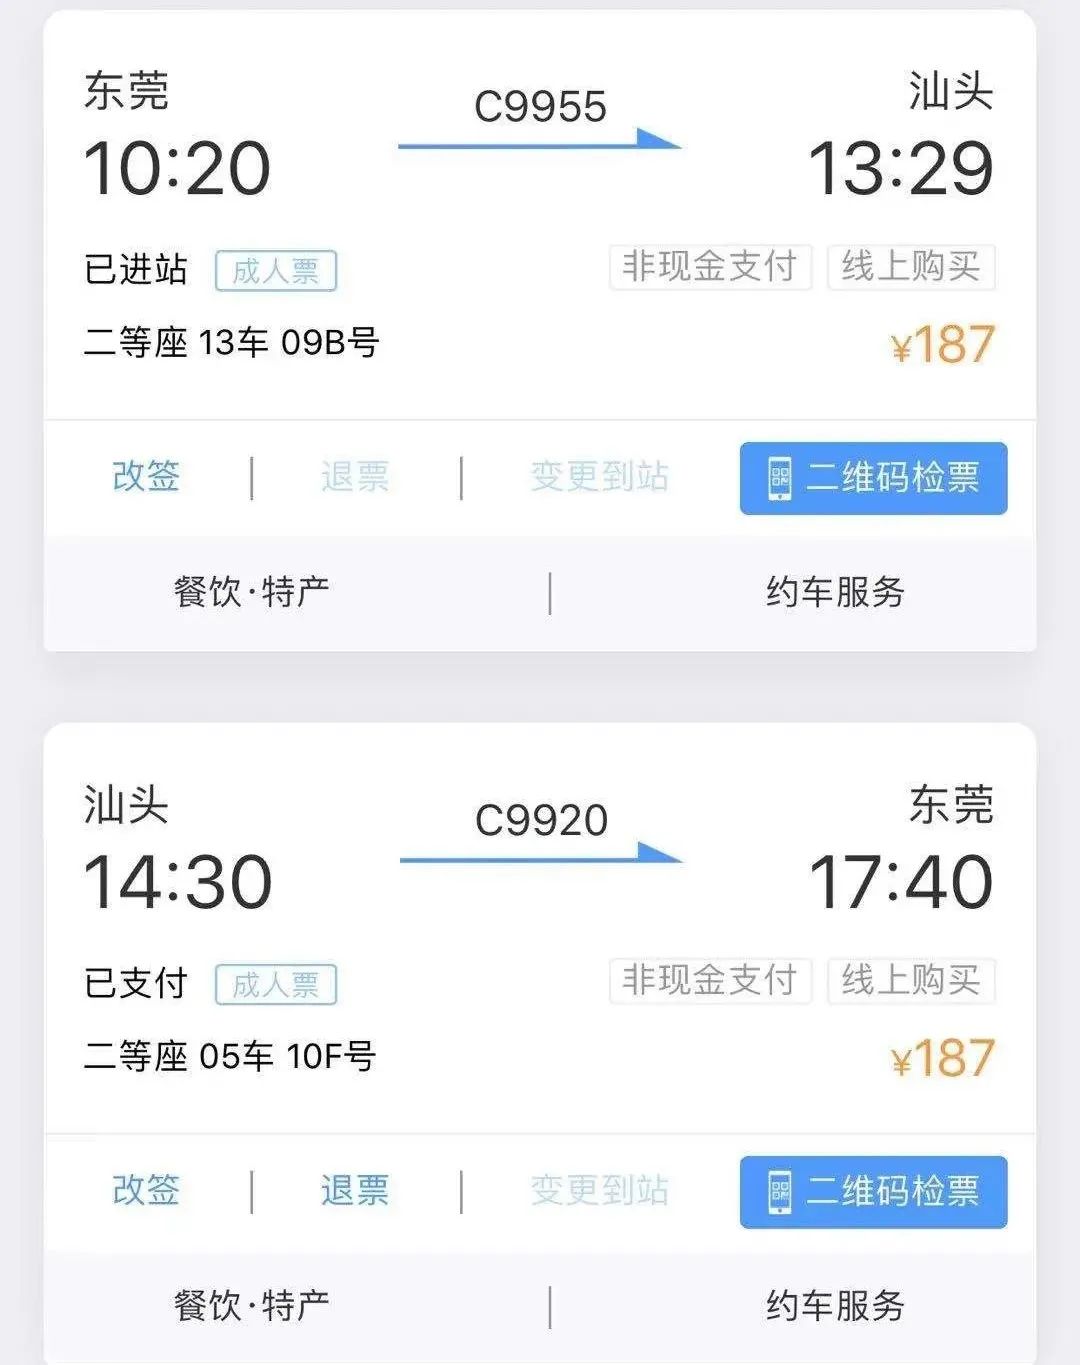 东莞 C9955 汕头
10:20 13:29
已进站 成人票 非现金支付 线上购买
二等座 13车 09B号 ¥187
改签 | 退票 | 变更到站 二维码检票
餐饮·特产 | 约车服务
汕头 C9920 东莞
14:30 17:40
已支付 成人票 非现金支付 线上购买
二等座 05车 10F号 ¥187
改签 | 退票 | 变更到站 二维码检票
餐饮·特产 | 约车服务